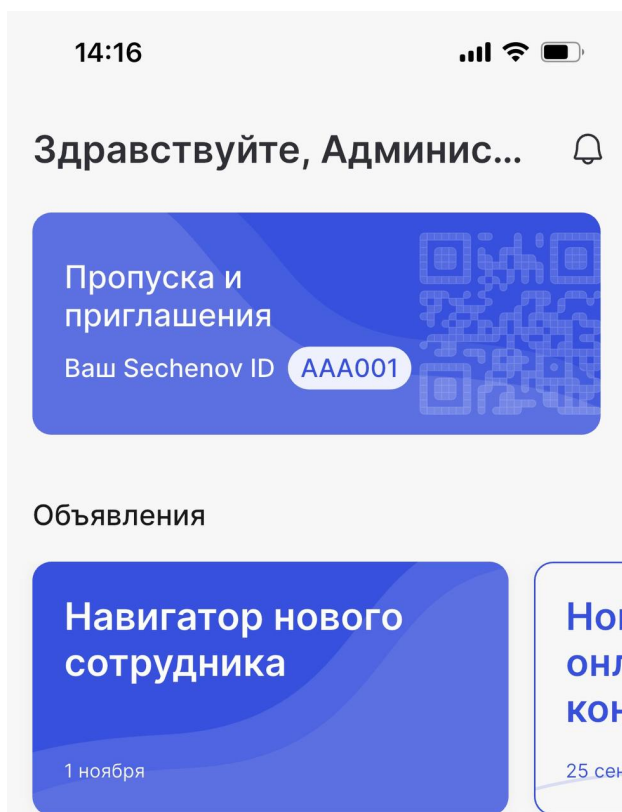 14:16
Здравствуйте, Админис...
Пропуска и
приглашения
Ваш Sechenov ID AAA001
Объявления
Навигатор нового
сотрудника
1 ноября
25 сен